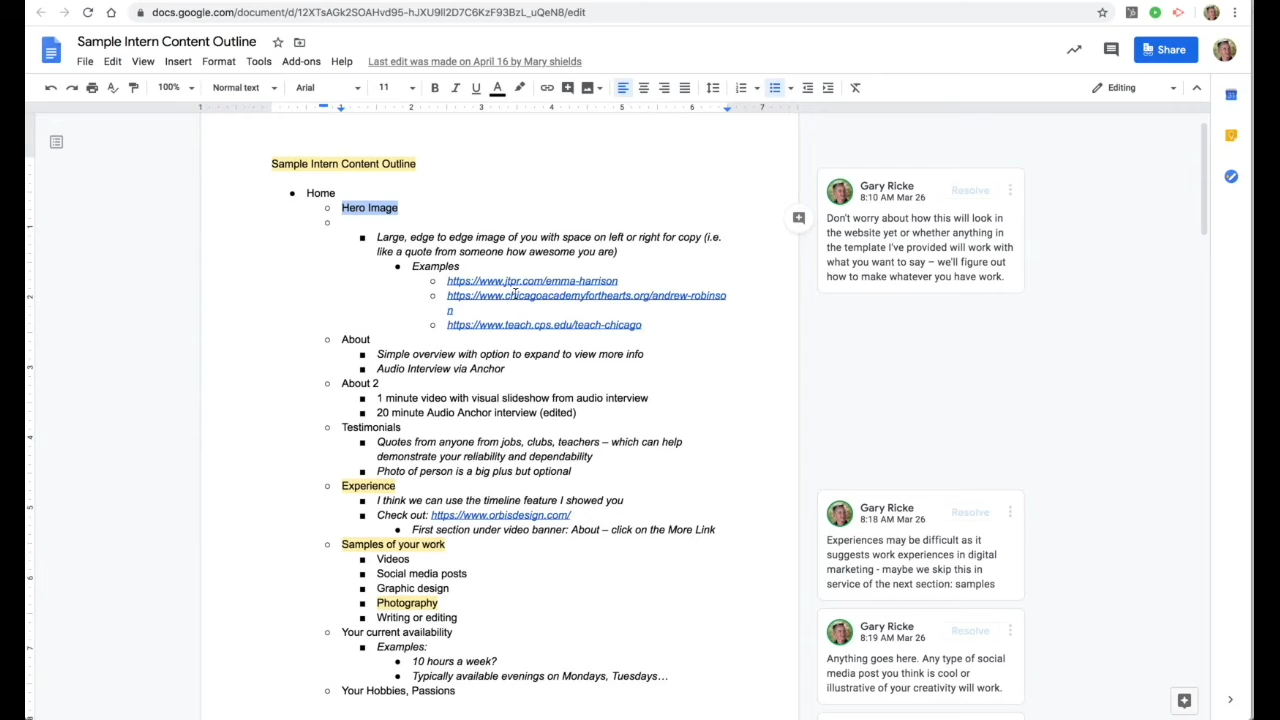 docs.google.com/document/d/12XTsAGk2SOAHvd95-hJXU9Il2D7C6KzF93BzL_uQeN8/edit
Sample Intern Content Outline
File Edit View Insert Format Tools Add-ons Help Last edit was made on April 16 by Mary shields
Share
100% Normal text Arial 11 B I U A Editing
1 1 2 3 4 5 6 7
Sample Intern Content Outline
● Home
○ Hero Image
○
■ Large, edge to edge image of you with space on left or right for copy (i.e.
like a quote from someone how awesome you are)
● Examples
○ https://www.jtpr.com/emma-harrison
○ https://www.chicagoacademyforthearts.org/andrew-robinso
n
○ https://www.teach.cps.edu/teach-chicago
○ About
■ Simple overview with option to expand to view more info
■ Audio Interview via Anchor
○ About 2
■ 1 minute video with visual slideshow from audio interview
■ 20 minute Audio Anchor interview (edited)
○ Testimonials
■ Quotes from anyone from jobs, clubs, teachers – which can help
demonstrate your reliability and dependability
■ Photo of person is a big plus but optional
○ Experience
■ I think we can use the timeline feature I showed you
■ Check out: https://www.orbisdesign.com/
● First section under video banner: About – click on the More Link
○ Samples of your work
■ Videos
■ Social media posts
■ Graphic design
■ Photography
■ Writing or editing
○ Your current availability
■ Examples:
● 10 hours a week?
● Typically available evenings on Mondays, Tuesdays…
○ Your Hobbies, Passions
Gary Ricke
8:10 AM Mar 26
Resolve
Don't worry about how this will look in
the website yet or whether anything in
the template I've provided will work with
what you want to say – we'll figure out
how to make whatever you have work.
Gary Ricke
8:18 AM Mar 26
Resolve
Experiences may be difficult as it
suggests work experiences in digital
marketing - maybe we skip this in
service of the next section: samples
Gary Ricke
8:19 AM Mar 26
Resolve
Anything goes here. Any type of social
media post you think is cool or
illustrative of your creativity will work.